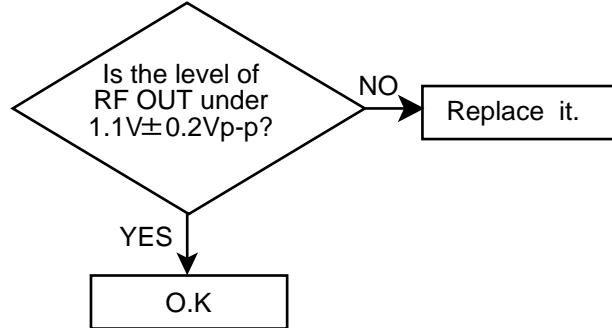 Is the level of
RF OUT under
1.1V±0.2Vp-p?
NO
Replace it.
YES
O.K